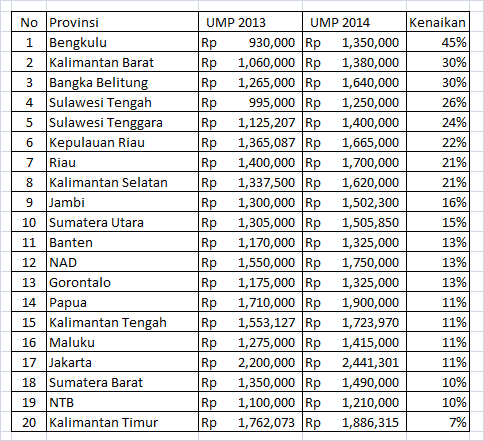 No Provinsi UMP 2013 UMP 2014 Kenaikan
1 Bengkulu Rp 930,000 Rp 1,350,000 45%
2 Kalimantan Barat Rp 1,060,000 Rp 1,380,000 30%
3 Bangka Belitung Rp 1,265,000 Rp 1,640,000 30%
4 Sulawesi Tengah Rp 995,000 Rp 1,250,000 26%
5 Sulawesi Tenggara Rp 1,125,207 Rp 1,400,000 24%
6 Kepulauan Riau Rp 1,365,087 Rp 1,665,000 22%
7 Riau Rp 1,400,000 Rp 1,700,000 21%
8 Kalimantan Selatan Rp 1,337,500 Rp 1,620,000 21%
9 Jambi Rp 1,300,000 Rp 1,502,300 16%
10 Sumatera Utara Rp 1,305,000 Rp 1,505,850 15%
11 Banten Rp 1,170,000 Rp 1,325,000 13%
12 NAD Rp 1,550,000 Rp 1,750,000 13%
13 Gorontalo Rp 1,175,000 Rp 1,325,000 13%
14 Papua Rp 1,710,000 Rp 1,900,000 11%
15 Kalimantan Tengah Rp 1,553,127 Rp 1,723,970 11%
16 Maluku Rp 1,275,000 Rp 1,415,000 11%
17 Jakarta Rp 2,200,000 Rp 2,441,301 11%
18 Sumatera Barat Rp 1,350,000 Rp 1,490,000 10%
19 NTB Rp 1,100,000 Rp 1,210,000 10%
20 Kalimantan Timur Rp 1,762,073 Rp 1,886,315 7%